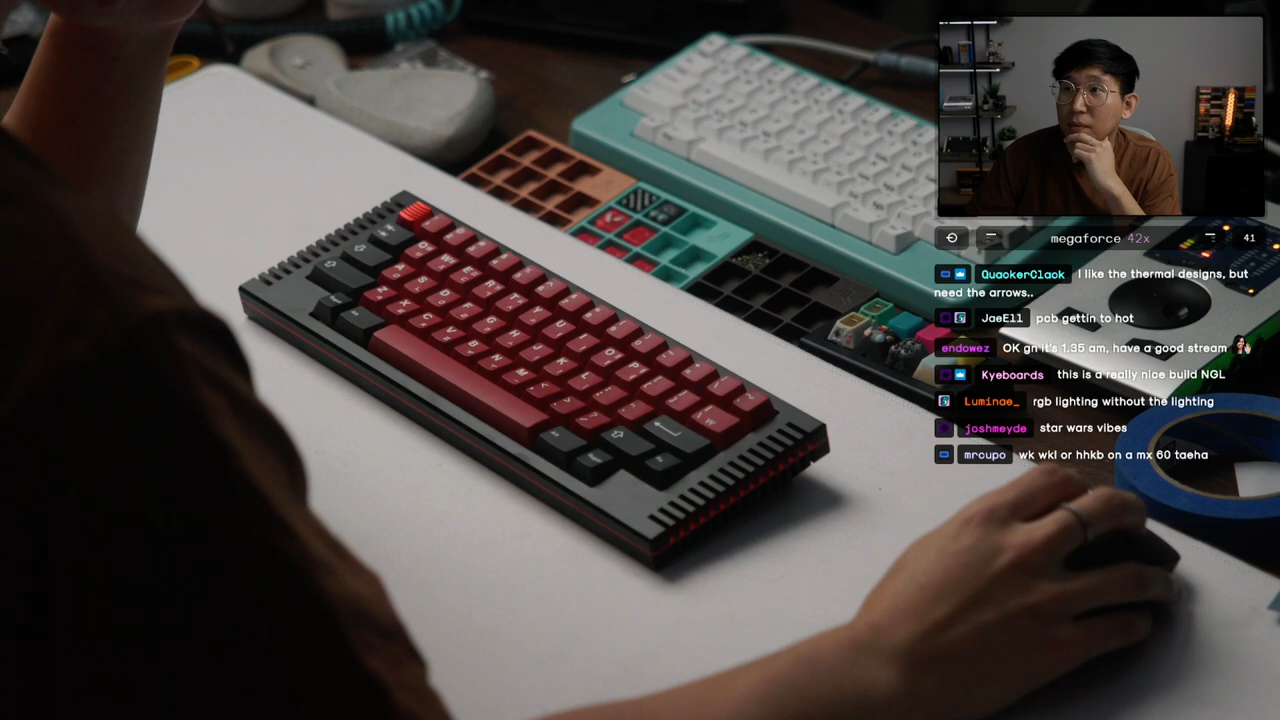 megaforce 42x
41
QuackerClack I like the thermal designs, but
need the arrows..
JaeEll pob gettin to hot
endowez OK gn it's 1.35 am, have a good stream
Kyeboards this is a really nice build NGL
Luminae_ rgb lighting without the lighting
joshmeyde star wars vibes
mroupo wk wkl or hhkb on a mx 60 taeha
Q
W
E
R
T
Y
U
I
O
P
A
S
D
F
G
H
J
K
L
Z
X
C
V
B
N
M